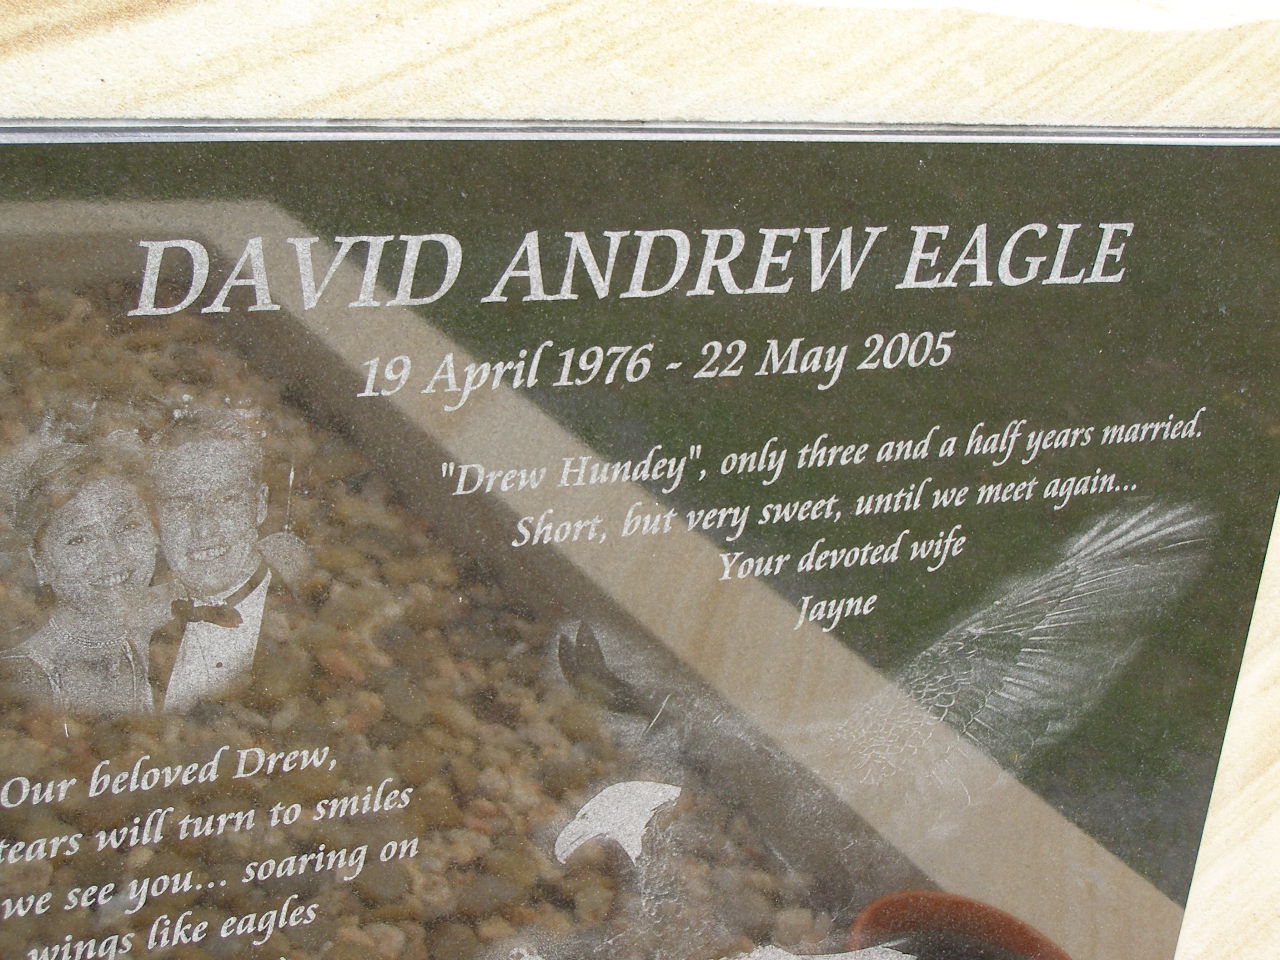 DAVID ANDREW EAGLE
19 April 1976 - 22 May 2005
"Drew Hundey", only three and a half years married.
Short, but very sweet, until we meet again...
Your devoted wife
Jayne
Our beloved Drew,
tears will turn to smiles
we see you... soaring on
wings like eagles